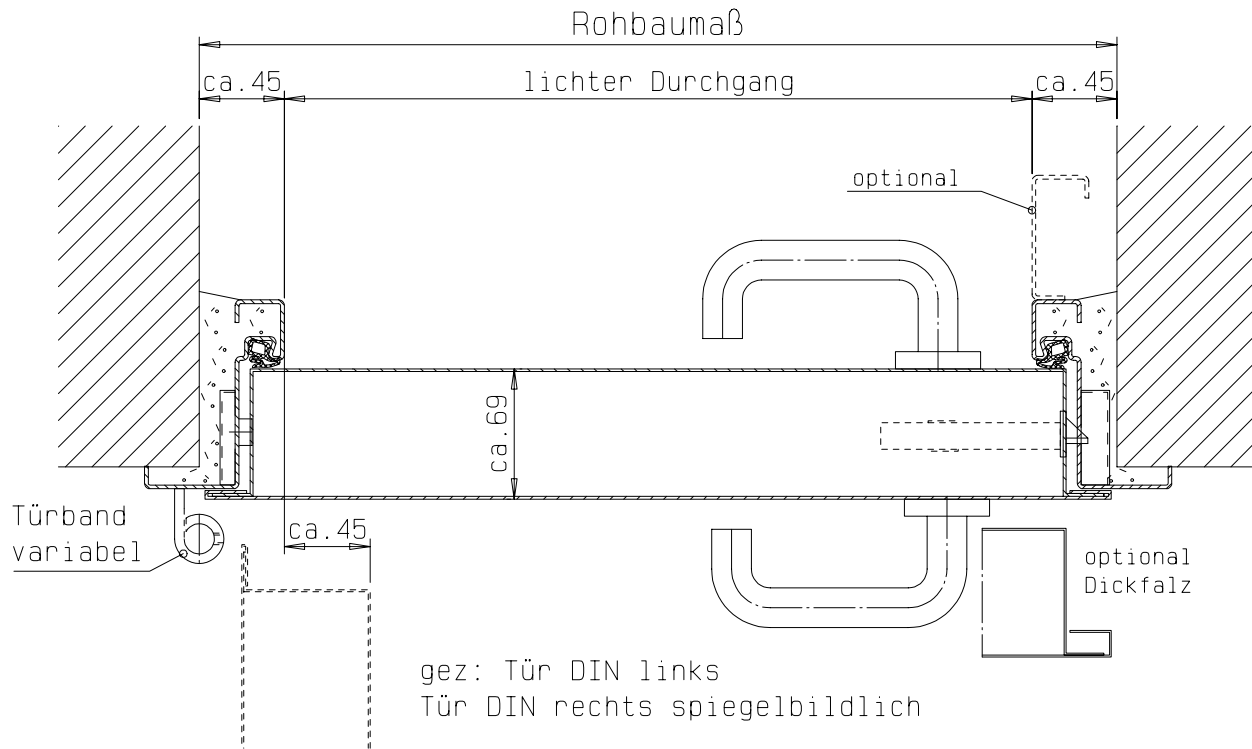 Rohbaumaß
ca.45
lichter Durchgang
ca.45
optional
ca.69
Türband
variabel
ca.45
optional
Dickfalz
gez: Tür DIN links
Tür DIN rechts spiegelbildlich